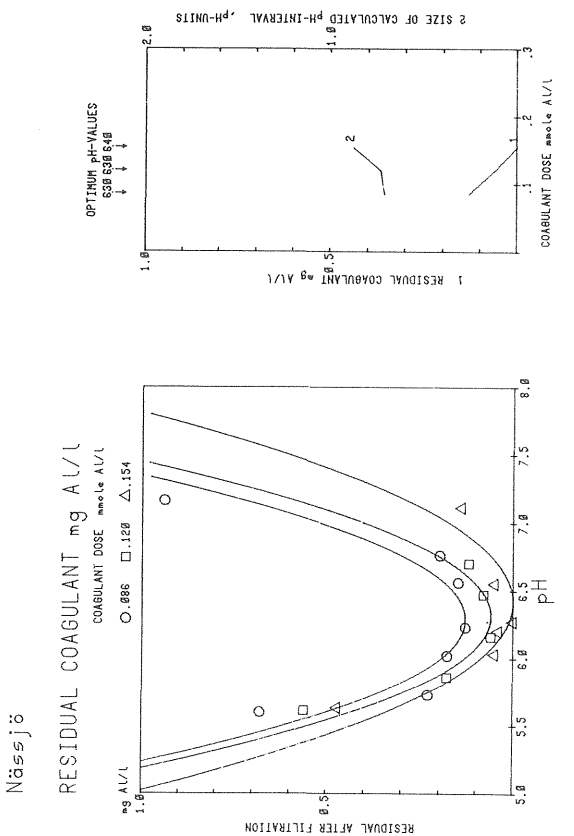 Nässjö
RESIDUAL COAGULANT mg Al/l
COAGULANT DOSE mmole Al/l
○.086 □.120 △.154
mg Al/l
1.0
0.5
RESIDUAL AFTER FILTRATION
5.0 5.5 6.0 6.5 7.0 7.5 8.0
pH
OPTIMUM pH-VALUES
630 630 640
1.0
0.5
1 RESIDUAL COAGULANT mg Al/l
2.0
1.0
2 SIZE OF CALCULATED pH-INTERVAL, pH-UNITS
2
1
.1 .2 .3
COAGULANT DOSE mmole Al/l